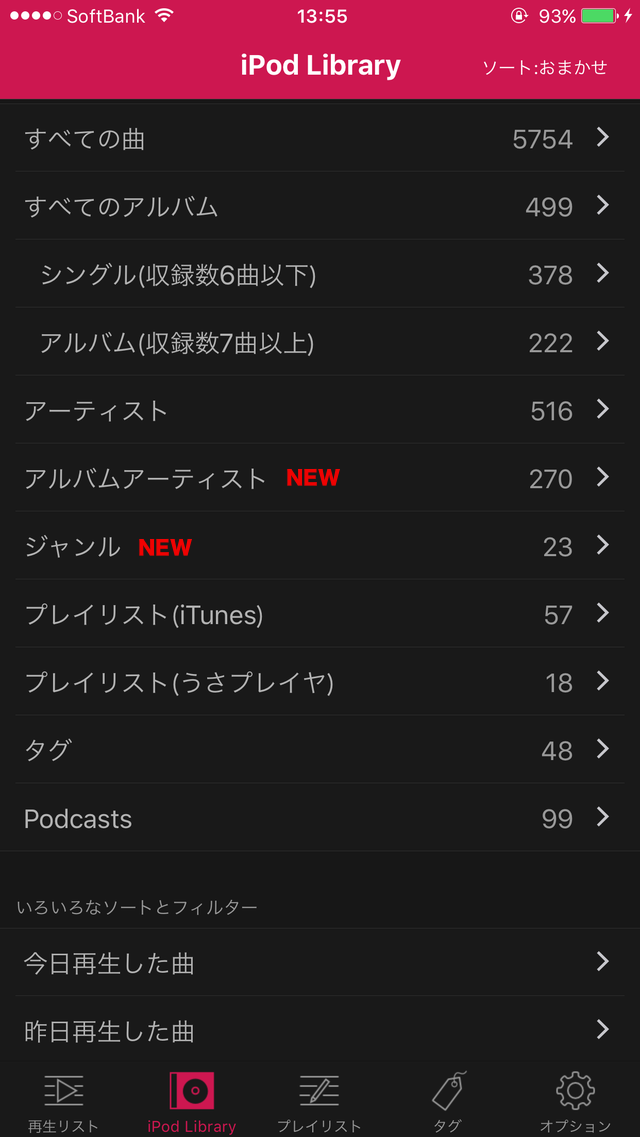 SoftBank 13:55 93%
iPod Library ソート:おまかせ
すべての曲 5754
すべてのアルバム 499
シングル(収録数6曲以下) 378
アルバム(収録数7曲以上) 222
アーティスト 516
アルバムアーティスト NEW 270
ジャンル NEW 23
プレイリスト(iTunes) 57
プレイリスト(うさプレイヤ) 18
タグ 48
Podcasts 99
いろいろなソートとフィルター
今日再生した曲
昨日再生した曲
再生リスト iPod Library プレイリスト タグ オプション